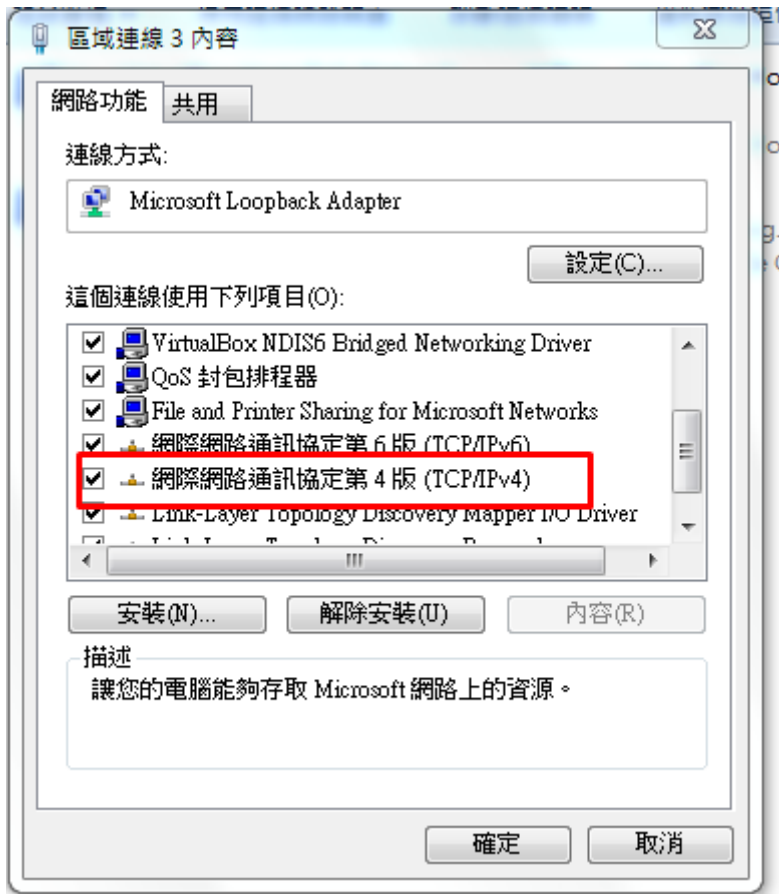 區域連線 3 內容
網路功能
共用
連線方式:
Microsoft Loopback Adapter
設定(C)...
這個連線使用下列項目(O):
VirtualBox NDIS6 Bridged Networking Driver
QoS 封包排程器
File and Printer Sharing for Microsoft Networks
網際網路通訊協定第 6 版 (TCP/IPv6)
網際網路通訊協定第 4 版 (TCP/IPv4)
Link-Layer Topology Discovery Mapper I/O Driver
安裝(N)...
解除安裝(U)
內容(R)
描述
讓您的電腦能夠存取 Microsoft 網路上的資源。
確定
取消